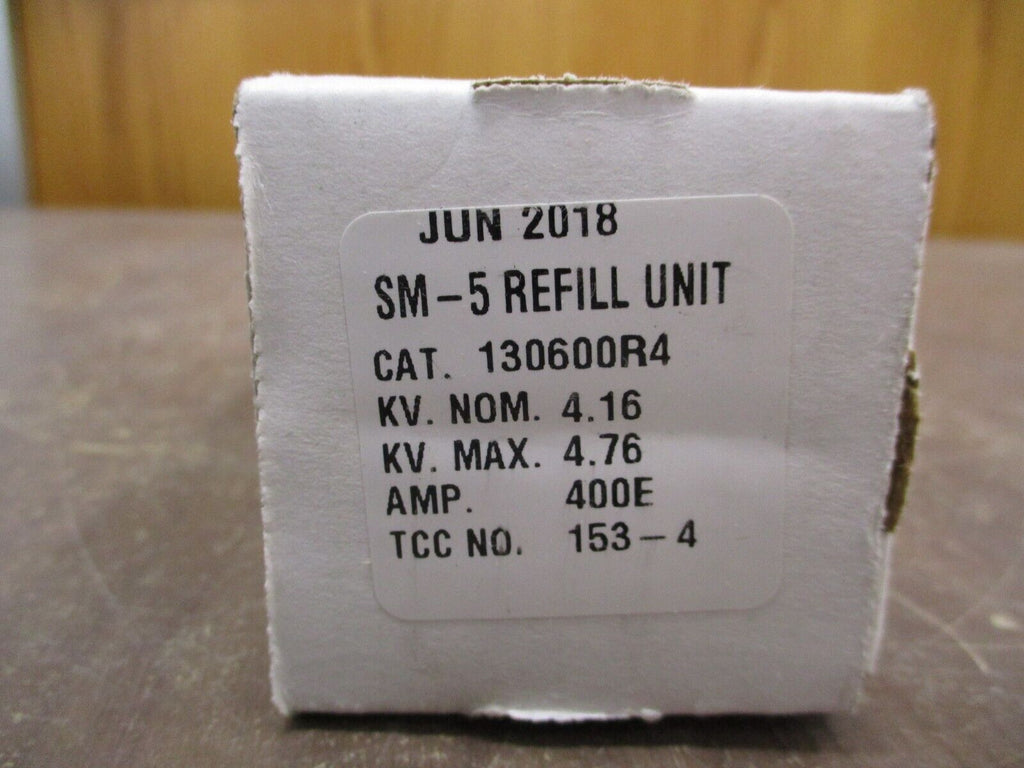 JUN 2018
SM-5 REFILL UNIT
CAT. 130600R4
KV. NOM. 4.16
KV. MAX. 4.76
AMP. 400E
TCC NO. 153-4